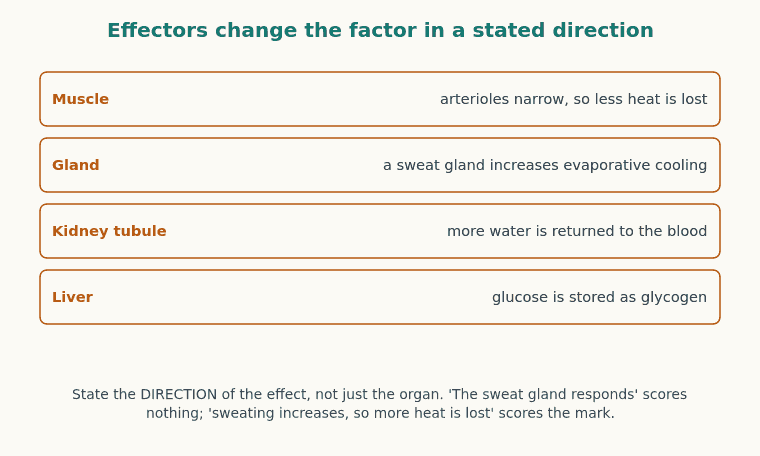 Effectors change the factor in a stated direction
Muscle arterioles narrow, so less heat is lost
Gland a sweat gland increases evaporative cooling
Kidney tubule more water is returned to the blood
Liver glucose is stored as glycogen
State the DIRECTION of the effect, not just the organ. 'The sweat gland responds' scores
nothing; 'sweating increases, so more heat is lost' scores the mark.